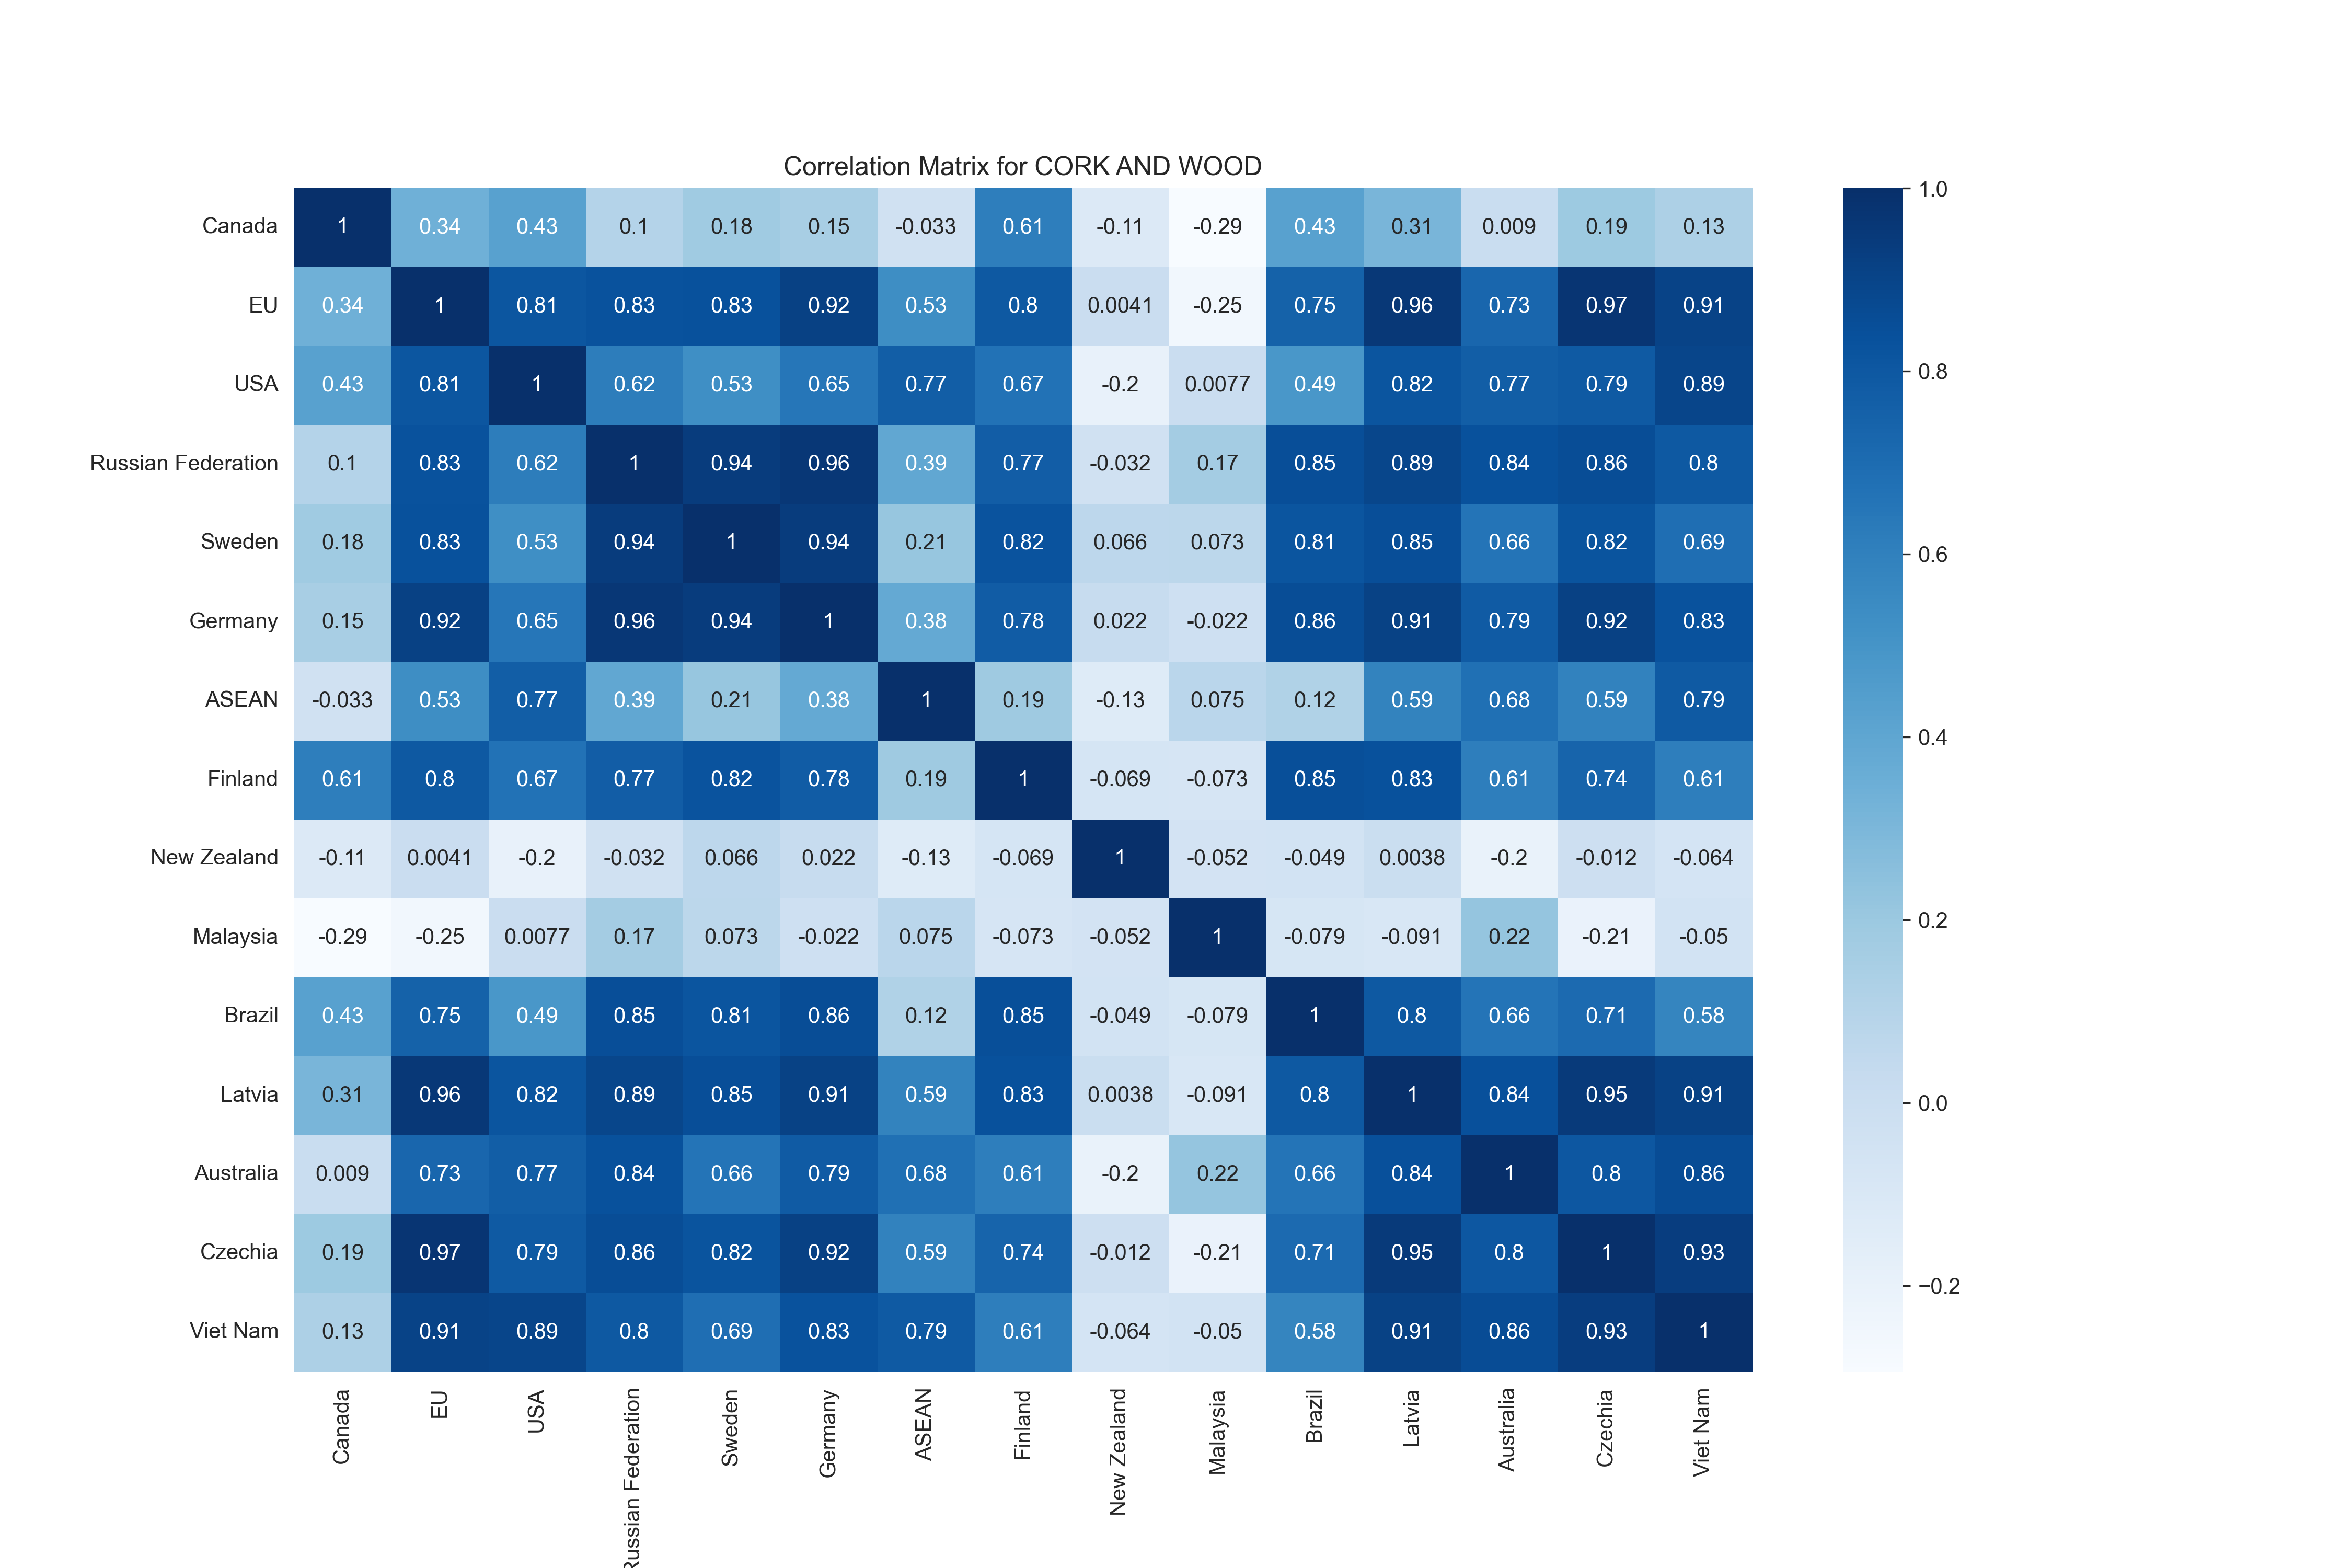 Correlation Matrix for CORK AND WOOD
Canada 1 0.34 0.43 0.1 0.18 0.15 -0.033 0.61 -0.11 -0.29 0.43 0.31 0.009 0.19 0.13
EU 0.34 1 0.81 0.83 0.83 0.92 0.53 0.8 0.0041 -0.25 0.75 0.96 0.73 0.97 0.91
USA 0.43 0.81 1 0.62 0.53 0.65 0.77 0.67 -0.2 0.0077 0.49 0.82 0.77 0.79 0.89
Russian Federation 0.1 0.83 0.62 1 0.94 0.96 0.39 0.77 -0.032 0.17 0.85 0.89 0.84 0.86 0.8
Sweden 0.18 0.83 0.53 0.94 1 0.94 0.21 0.82 0.066 0.073 0.81 0.85 0.66 0.82 0.69
Germany 0.15 0.92 0.65 0.96 0.94 1 0.38 0.78 0.022 -0.022 0.86 0.91 0.79 0.92 0.83
ASEAN -0.033 0.53 0.77 0.39 0.21 0.38 1 0.19 -0.13 0.075 0.12 0.59 0.68 0.59 0.79
Finland 0.61 0.8 0.67 0.77 0.82 0.78 0.19 1 -0.069 -0.073 0.85 0.83 0.61 0.74 0.61
New Zealand -0.11 0.0041 -0.2 -0.032 0.066 0.022 -0.13 -0.069 1 -0.052 -0.049 0.0038 -0.2 -0.012 -0.064
Malaysia -0.29 -0.25 0.0077 0.17 0.073 -0.022 0.075 -0.073 -0.052 1 -0.079 -0.091 0.22 -0.21 -0.05
Brazil 0.43 0.75 0.49 0.85 0.81 0.86 0.12 0.85 -0.049 -0.079 1 0.8 0.66 0.71 0.58
Latvia 0.31 0.96 0.82 0.89 0.85 0.91 0.59 0.83 0.0038 -0.091 0.8 1 0.84 0.95 0.91
Australia 0.009 0.73 0.77 0.84 0.66 0.79 0.68 0.61 -0.2 0.22 0.66 0.84 1 0.8 0.86
Czechia 0.19 0.97 0.79 0.86 0.82 0.92 0.59 0.74 -0.012 -0.21 0.71 0.95 0.8 1 0.93
Viet Nam 0.13 0.91 0.89 0.8 0.69 0.83 0.79 0.61 -0.064 -0.05 0.58 0.91 0.86 0.93 1
Canada
EU
USA
Russian Federation
Sweden
Germany
ASEAN
Finland
New Zealand
Malaysia
Brazil
Latvia
Australia
Czechia
Viet Nam
1.0
0.8
0.6
0.4
0.2
0.0
−0.2